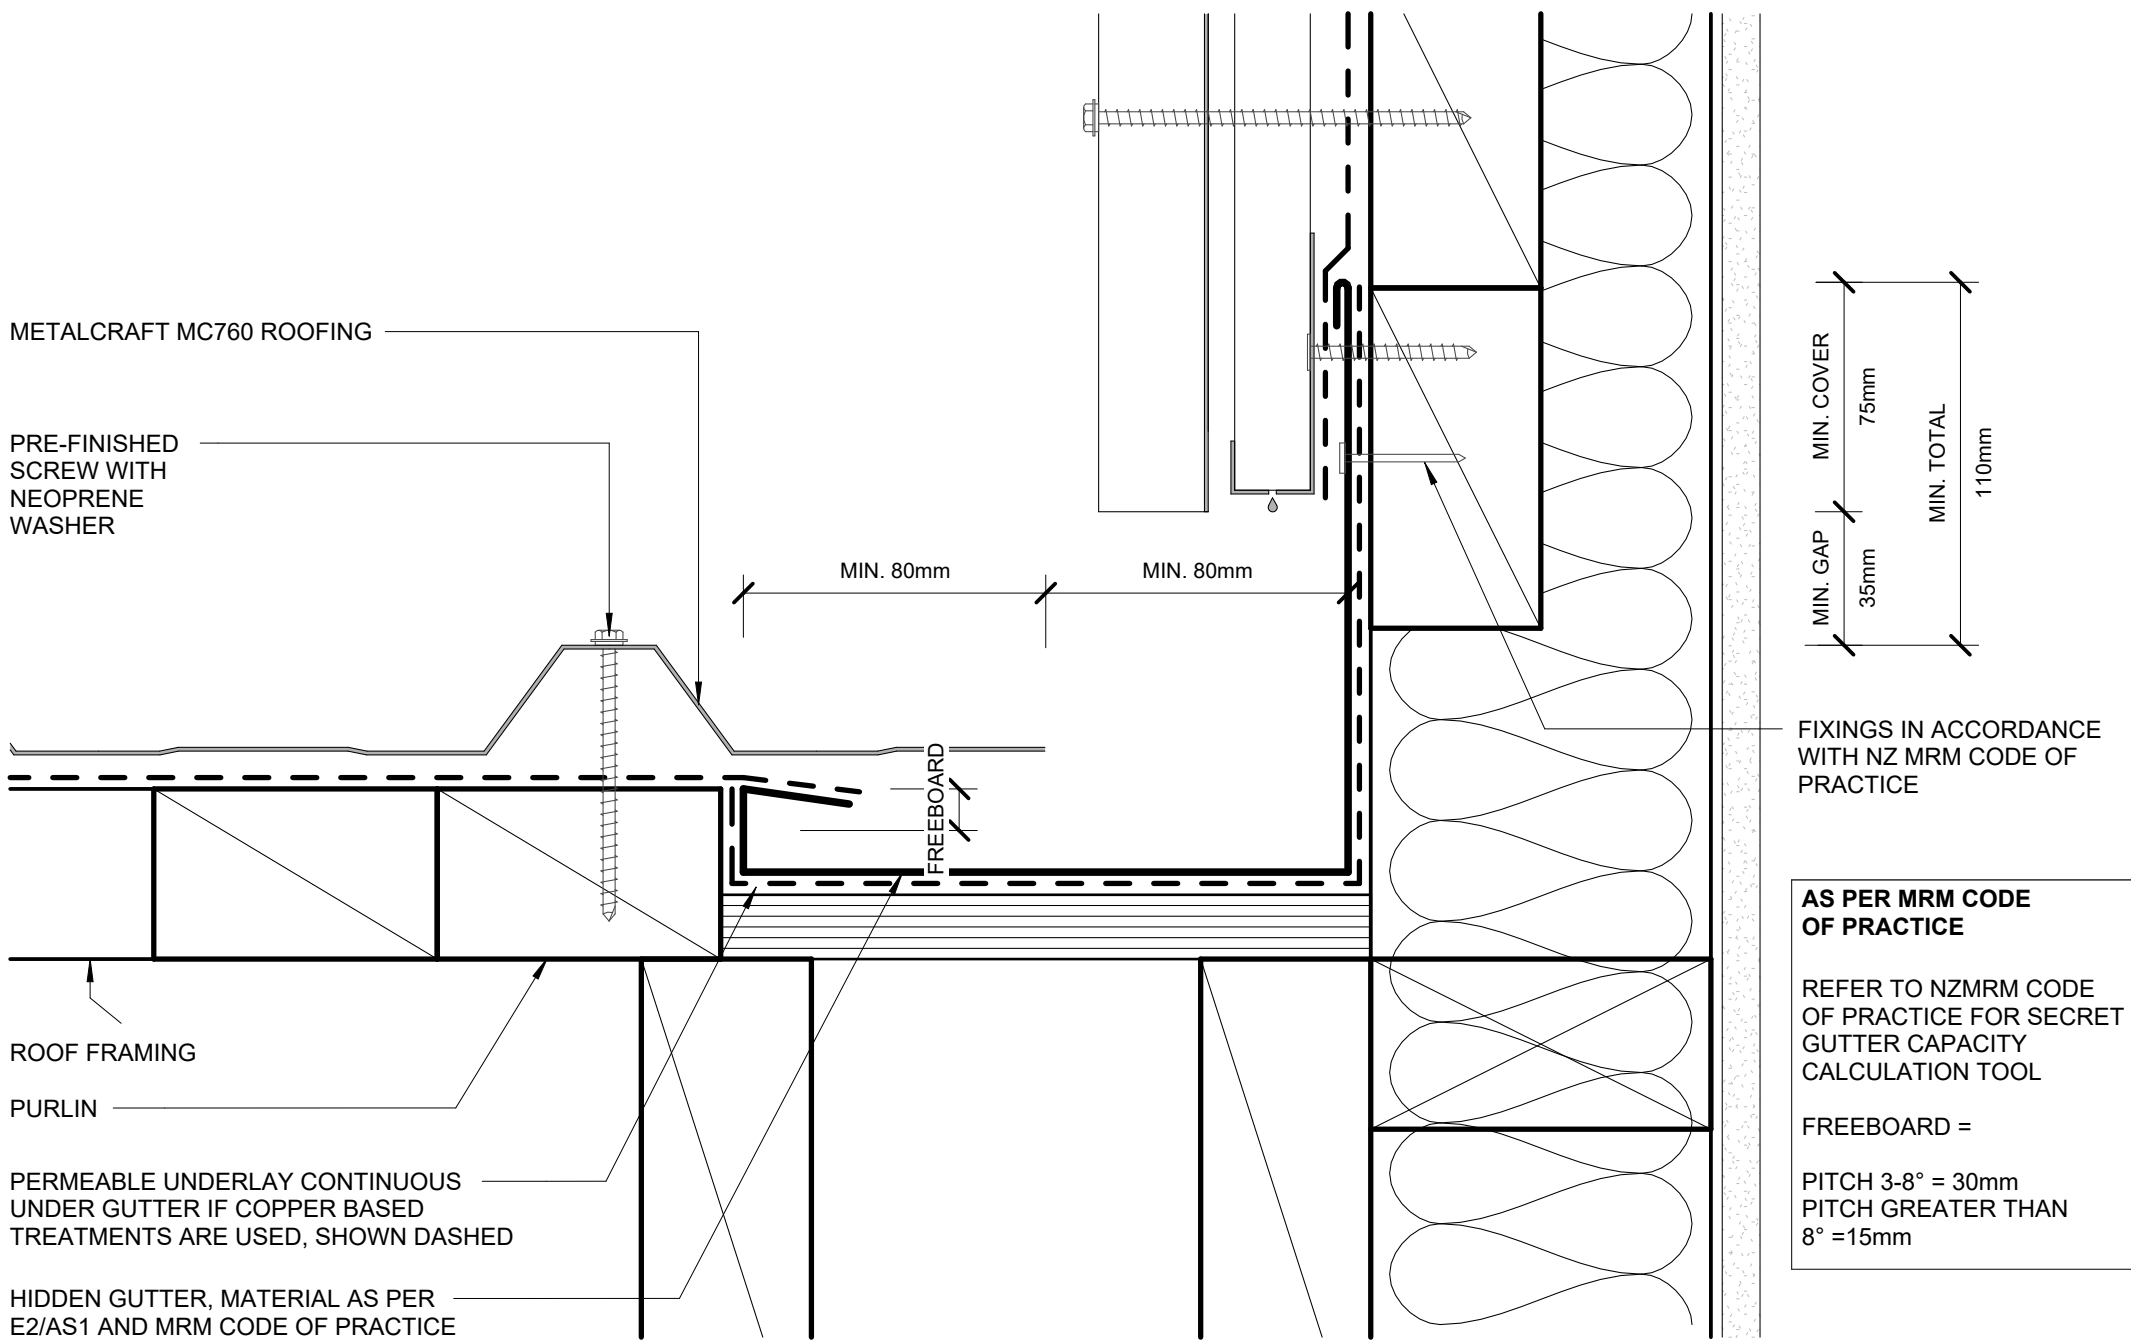 METALCRAFT MC760 ROOFING
PRE-FINISHED
SCREW WITH
NEOPRENE
WASHER
MIN. 80mm
MIN. 80mm
FREEBOARD
ROOF FRAMING
PURLIN
PERMEABLE UNDERLAY CONTINUOUS
UNDER GUTTER IF COPPER BASED
TREATMENTS ARE USED, SHOWN DASHED
HIDDEN GUTTER, MATERIAL AS PER
E2/AS1 AND MRM CODE OF PRACTICE
MIN. COVER
75mm
MIN. GAP
35mm
MIN. TOTAL
110mm
FIXINGS IN ACCORDANCE
WITH NZ MRM CODE OF
PRACTICE
AS PER MRM CODE
OF PRACTICE
REFER TO NZMRM CODE
OF PRACTICE FOR SECRET
GUTTER CAPACITY
CALCULATION TOOL
FREEBOARD =
PITCH 3-8° = 30mm
PITCH GREATER THAN
8° =15mm